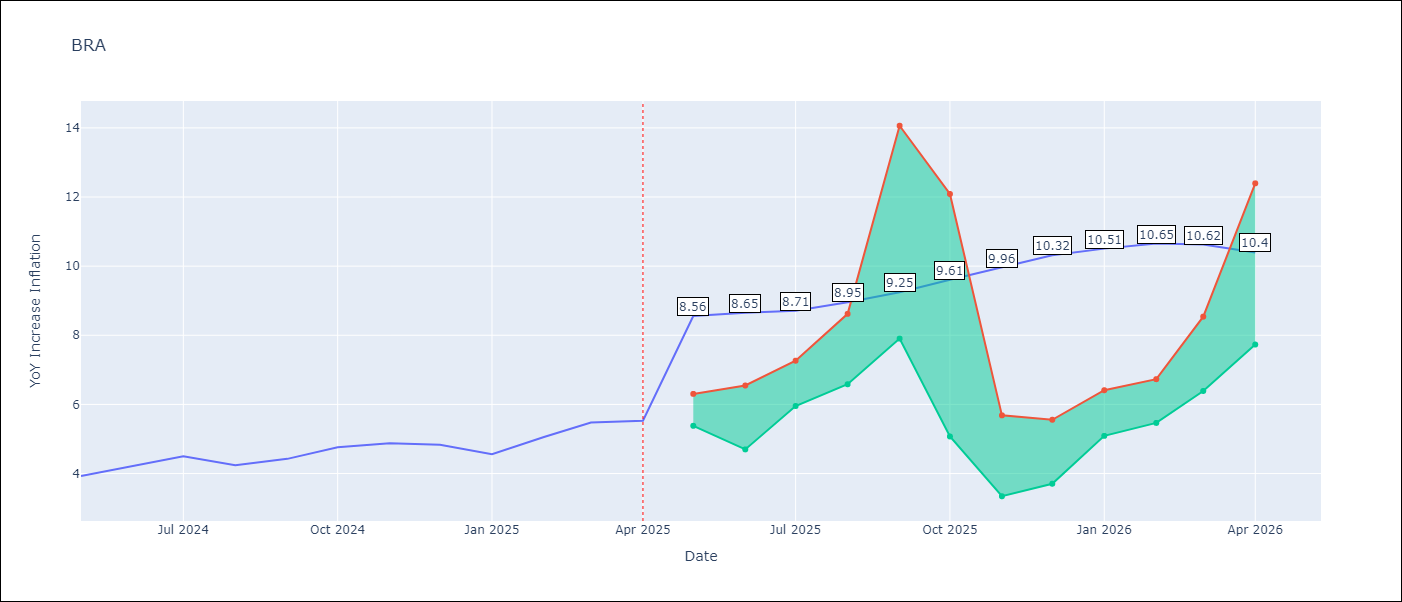 BRA
YoY Increase Inflation
14
12
10
8
6
4
8.56
8.65
8.71
8.95
9.25
9.61
9.96
10.32
10.51
10.65
10.62
10.4
Jul 2024
Oct 2024
Jan 2025
Apr 2025
Jul 2025
Oct 2025
Jan 2026
Apr 2026
Date